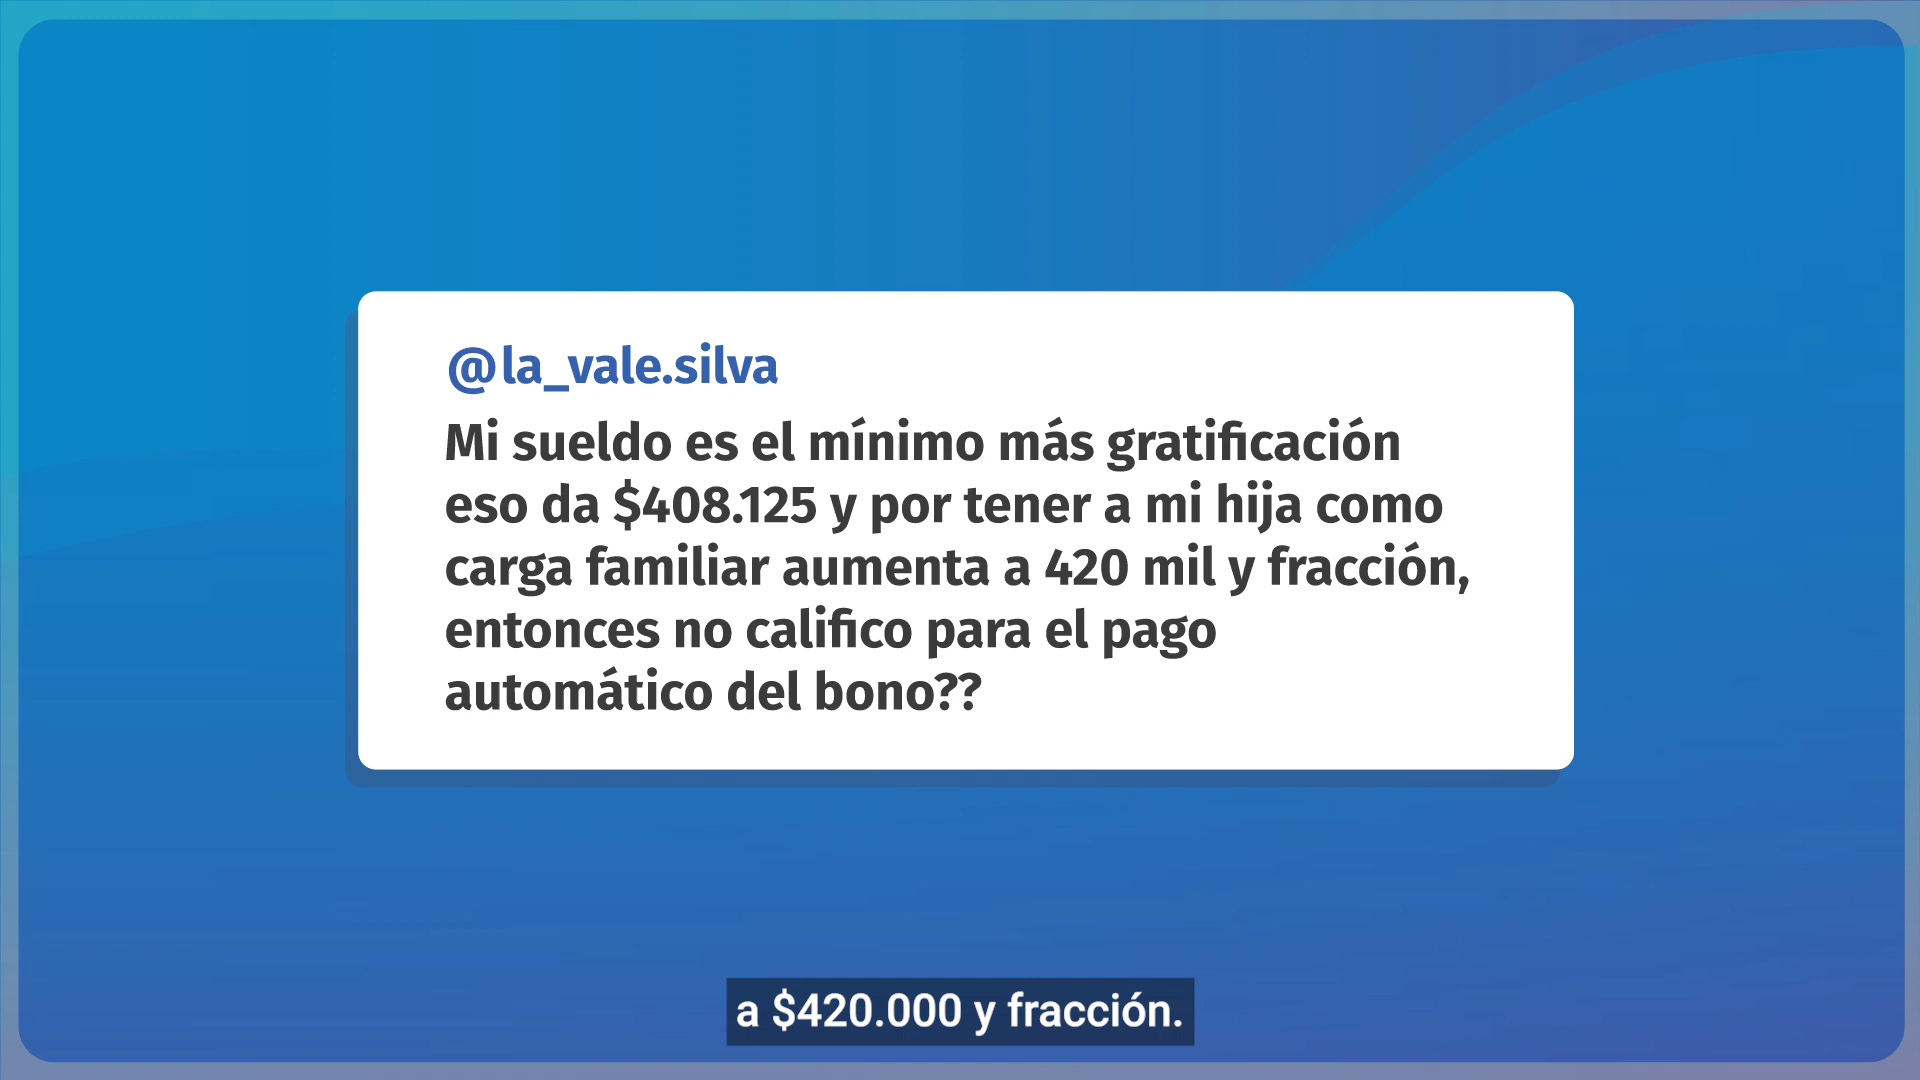 @la_vale.silva
Mi sueldo es el mínimo más gratificación
eso da $408.125 y por tener a mi hija como
carga familiar aumenta a 420 mil y fracción,
entonces no califico para el pago
automático del bono??
a $420.000 y fracción.